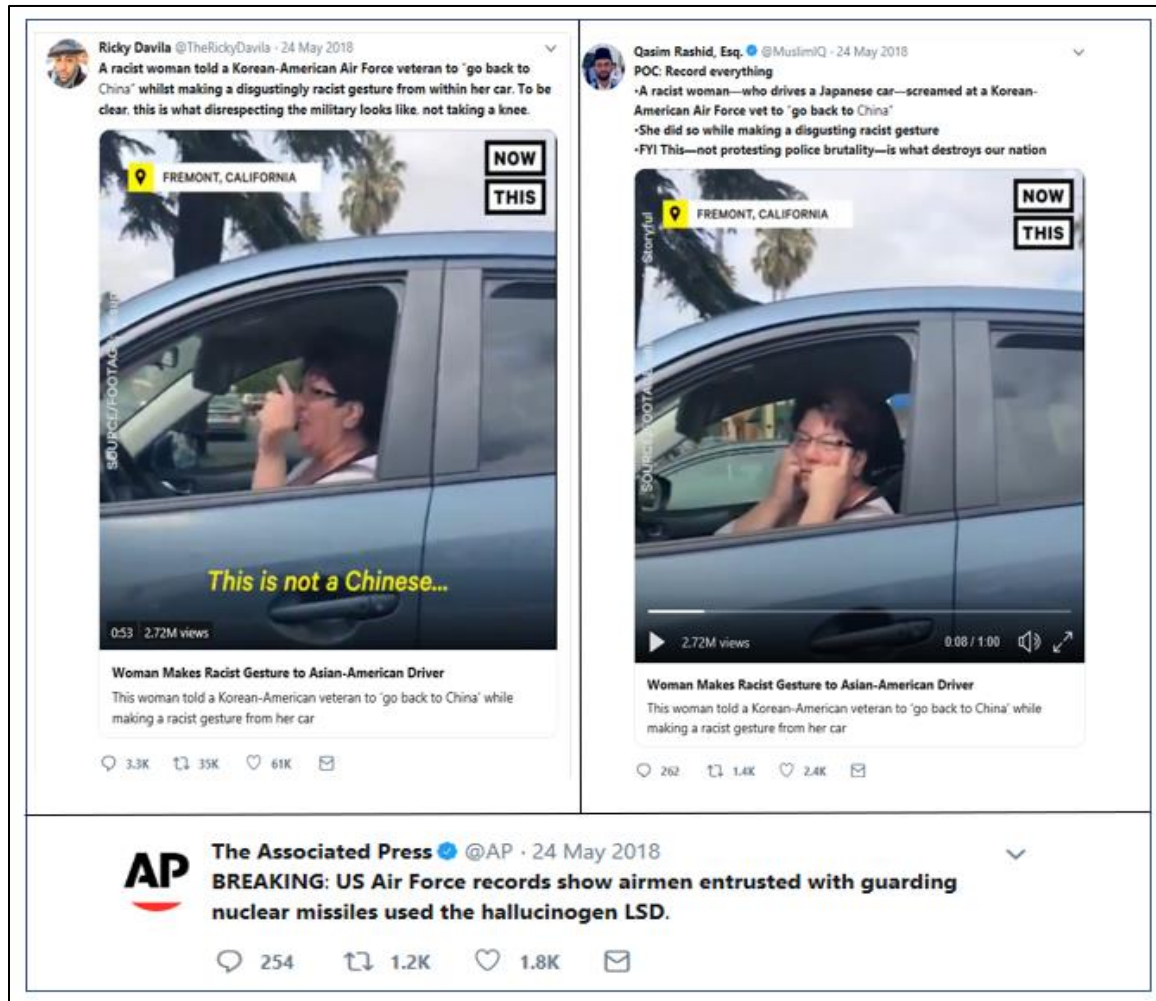 Ricky Davila @TheRickyDavila · 24 May 2018
A racist woman told a Korean-American Air Force veteran to "go back to
China" whilst making a disgustingly racist gesture from within her car. To be
clear, this is what disrespecting the military looks like, not taking a knee.
FREMONT, CALIFORNIA
NOW
THIS
SOURCE/FOOTAGE
This is not a Chinese...
0:53 2.72M views
Woman Makes Racist Gesture to Asian-American Driver
This woman told a Korean-American veteran to 'go back to China' while
making a racist gesture from her car
3.3K 35K 61K
Qasim Rashid, Esq. @MuslimIQ · 24 May 2018
POC: Record everything
•A racist woman—who drives a Japanese car—screamed at a Korean-
American Air Force vet to "go back to China"
•She did so while making a disgusting racist gesture
•FYI This—not protesting police brutality—is what destroys our nation
FREMONT, CALIFORNIA
NOW
THIS
SOURCE/FOOTAGE Storyful
2.72M views 0:08 / 1:00
Woman Makes Racist Gesture to Asian-American Driver
This woman told a Korean-American veteran to 'go back to China' while
making a racist gesture from her car
262 1.4K 2.4K
AP
The Associated Press @AP · 24 May 2018
BREAKING: US Air Force records show airmen entrusted with guarding
nuclear missiles used the hallucinogen LSD.
254 1.2K 1.8K